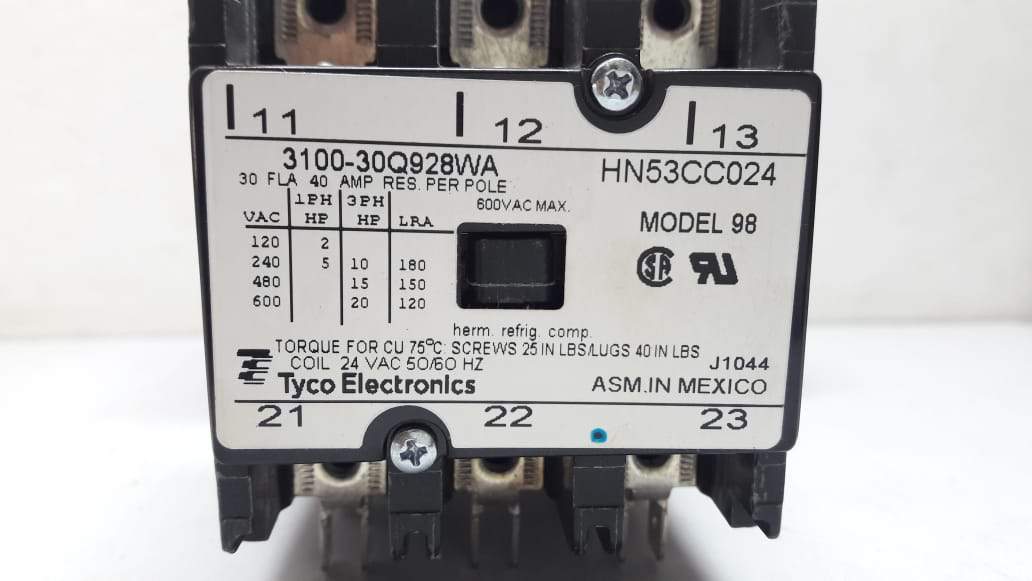 11 12 13
3100-30Q928WA HN53CC024
30 FLA 40 AMP RES. PER POLE
600VAC MAX.
1PH 3PH
VAC HP HP LRA
MODEL 98
120 2
240 5 10 180
480 15 150
600 20 120
SA RU
herm. refrig. comp.
TORQUE FOR CU 75°C: SCREWS 25 IN LBS/LUGS 40 IN LBS
COIL 24 VAC 50/60 HZ J1044
Tyco Electronics ASM.IN MEXICO
21 22 23